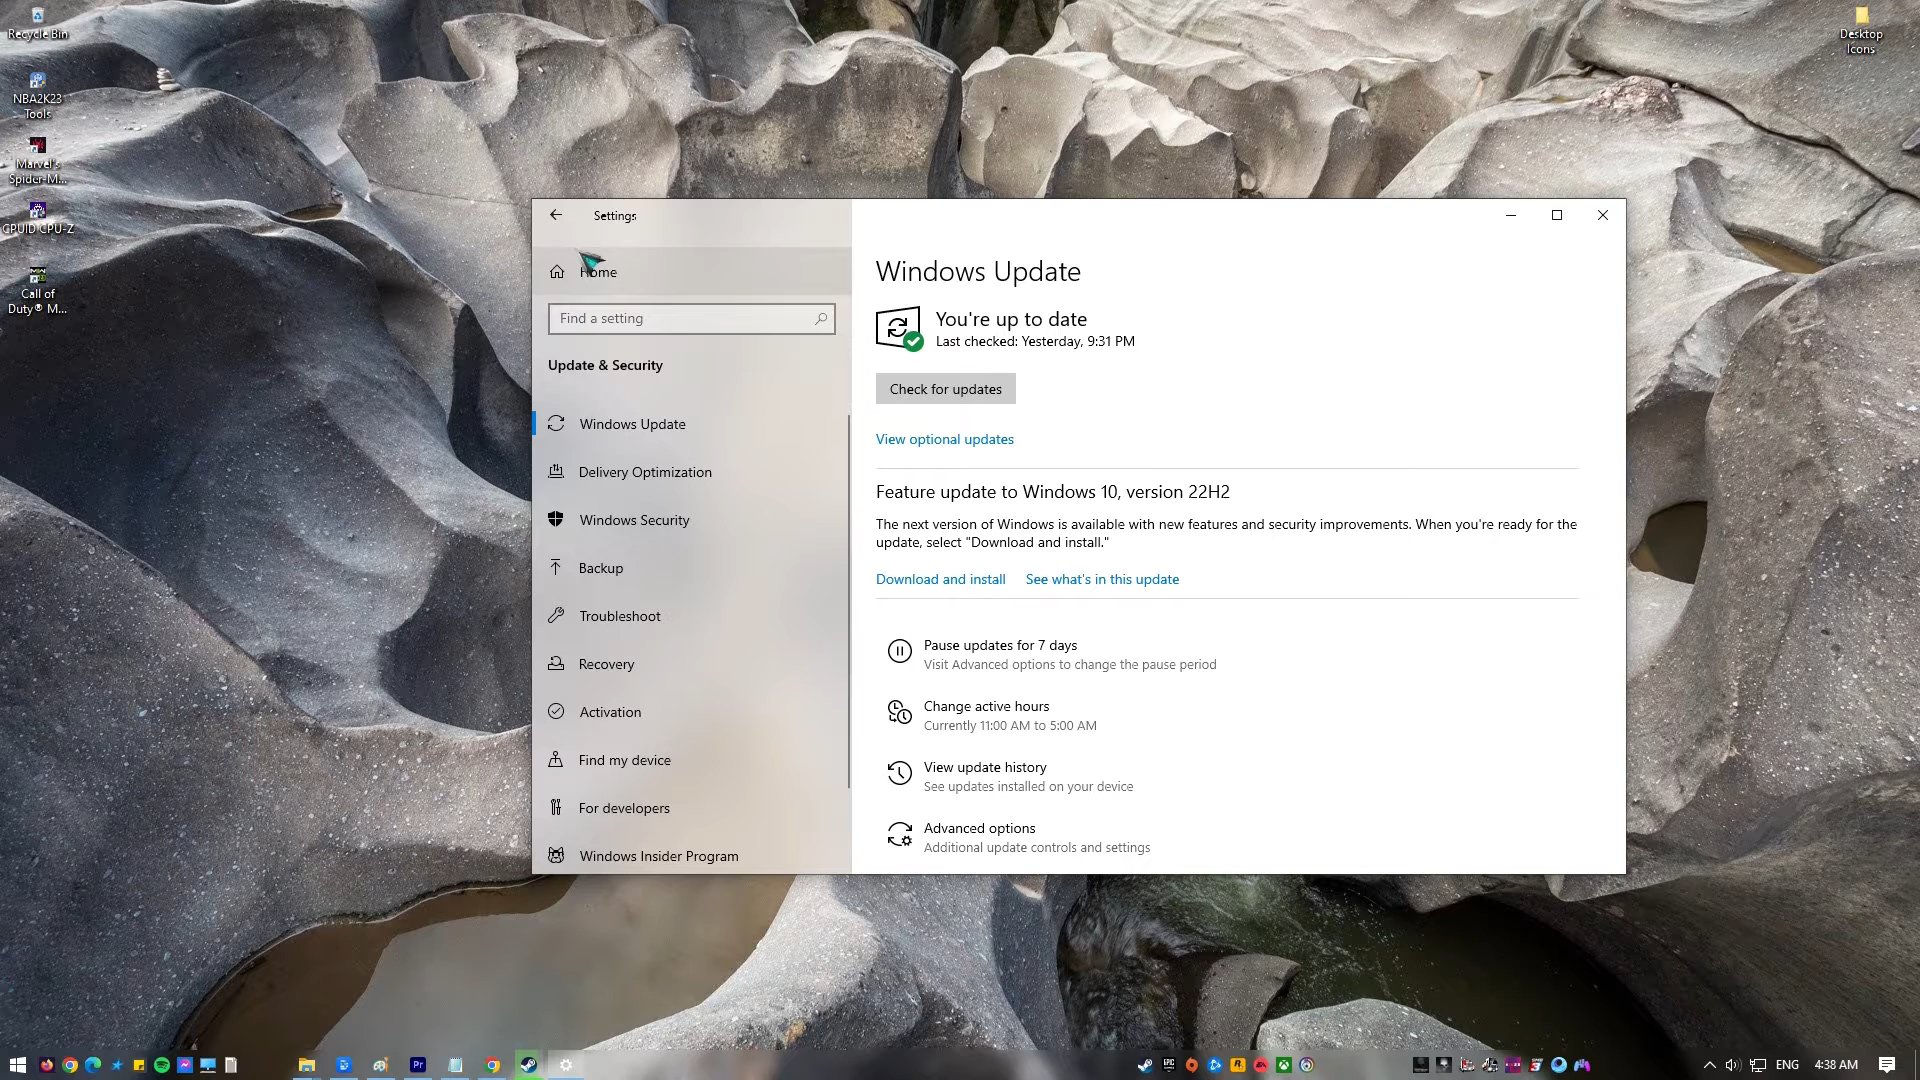 Recycle Bin
NBA2K23
Tools
Marvel's
Spider-M...
CPUID CPU-Z
Call of
Duty® M...
Desktop
Icons
Settings
Home
Find a setting
Update & Security
Windows Update
Delivery Optimization
Windows Security
Backup
Troubleshoot
Recovery
Activation
Find my device
For developers
Windows Insider Program
Windows Update
You're up to date
Last checked: Yesterday, 9:31 PM
Check for updates
View optional updates
Feature update to Windows 10, version 22H2
The next version of Windows is available with new features and security improvements. When you're ready for the
update, select "Download and install."
Download and install See what's in this update
Pause updates for 7 days
Visit Advanced options to change the pause period
Change active hours
Currently 11:00 AM to 5:00 AM
View update history
See updates installed on your device
Advanced options
Additional update controls and settings
Pr
ENG 4:38 AM